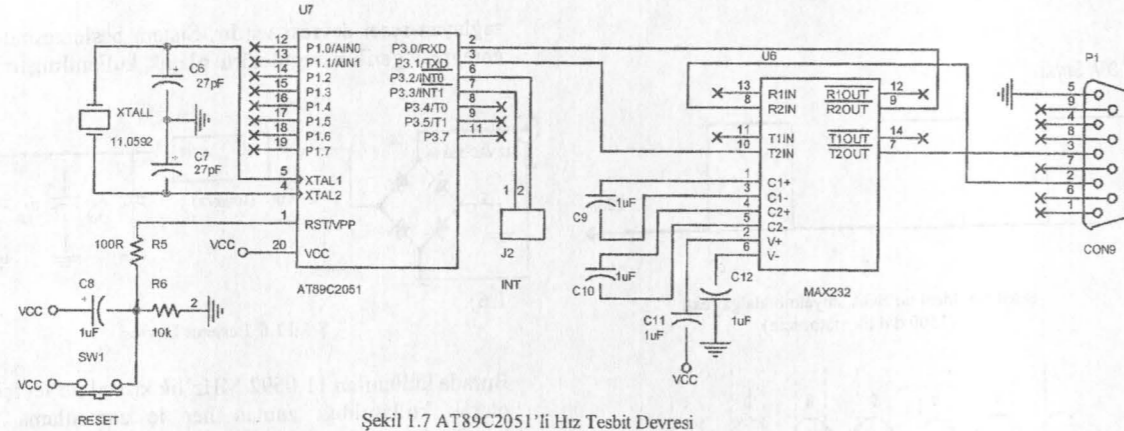 U7
12
13
14
15
16
17
18
19
P1.0/AIN0
P1.1/AIN1
P1.2
P1.3
P1.4
P1.5
P1.6
P1.7
5
4
XTAL1
XTAL2
1
RST/VPP
20
VCC
VCC
P3.0/RXD
P3.1/TXD
P3.2/INT0
P3.3/INT1
P3.4/T0
P3.5/T1
P3.7
2
3
6
7
8
9
11
AT89C2051
C6
27pF
XTALL
11.0592
C7
27pF
100R
R5
C8
1uF
VCC
R6
10k
2
SW1
VCC
RESET
1 2
J2
INT
U6
13
8
11
10
1
3
4
5
2
6
R1IN
R2IN
T1IN
T2IN
C1+
C1-
C2+
C2-
V+
V-
R1OUT
R2OUT
T1OUT
T2OUT
12
9
14
7
MAX232
C9
1uF
C10
1uF
C11
1uF
C12
1uF
VCC
P1
5
9
4
8
3
7
2
6
1
CON9
Şekil 1.7 AT89C2051'li Hız Tesbit Devresi